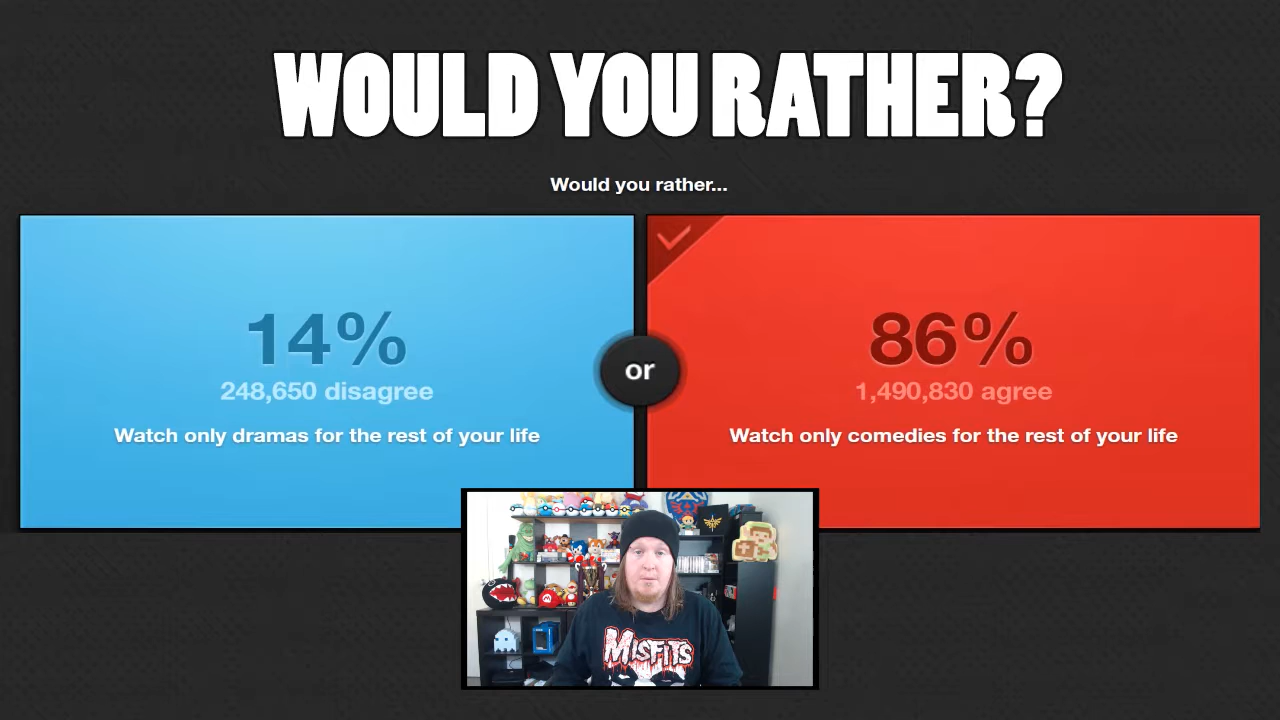 WOULD YOU RATHER?
Would you rather...
14%
248,650 disagree
Watch only dramas for the rest of your life
or
86%
1,490,830 agree
Watch only comedies for the rest of your life
MISFITS